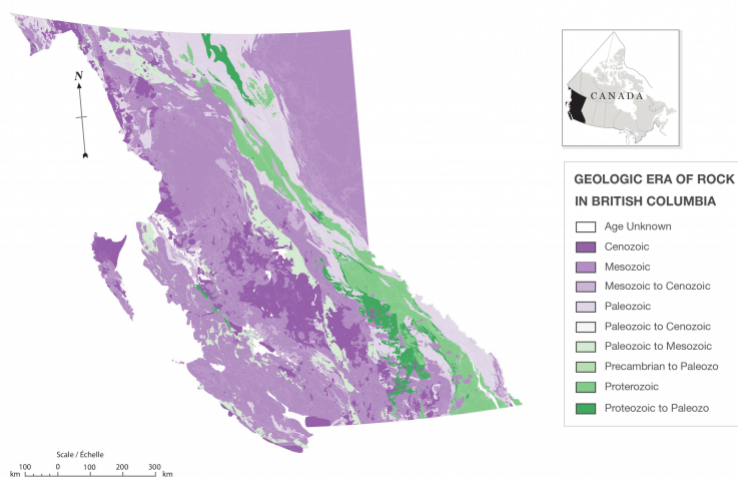 N
CANADA
GEOLOGIC ERA OF ROCK
IN BRITISH COLUMBIA
Age Unknown
Cenozoic
Mesozoic
Mesozoic to Cenozoic
Paleozoic
Paleozoic to Cenozoic
Paleozoic to Mesozoic
Precambrian to Paleozo
Proterozoic
Proteozoic to Paleozo
Scale / Échelle
100 0 100 200 300
km km